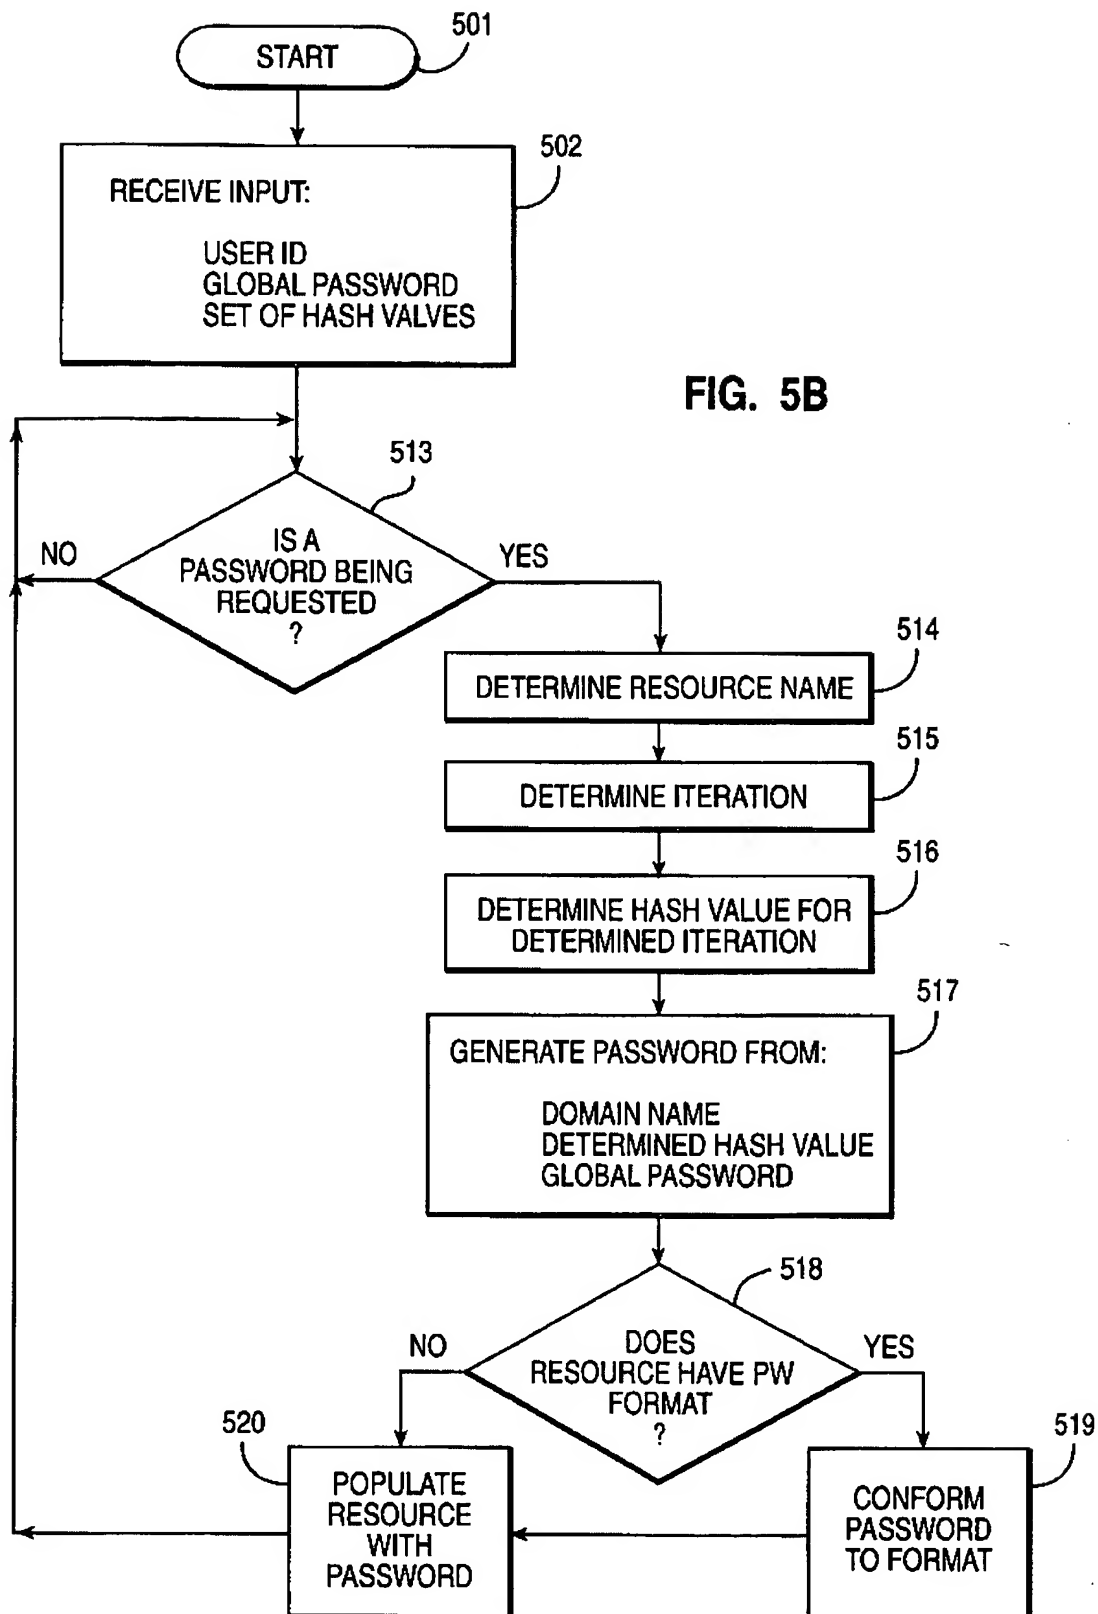 START
501
502
RECEIVE INPUT:
USER ID
GLOBAL PASSWORD
SET OF HASH VALVES
FIG. 5B
513
IS A
PASSWORD BEING
REQUESTED
?
NO
YES
514
DETERMINE RESOURCE NAME
515
DETERMINE ITERATION
516
DETERMINE HASH VALUE FOR
DETERMINED ITERATION
517
GENERATE PASSWORD FROM:
DOMAIN NAME
DETERMINED HASH VALUE
GLOBAL PASSWORD
518
DOES
RESOURCE HAVE PW
FORMAT
?
NO
YES
520
POPULATE
RESOURCE
WITH
PASSWORD
519
CONFORM
PASSWORD
TO FORMAT